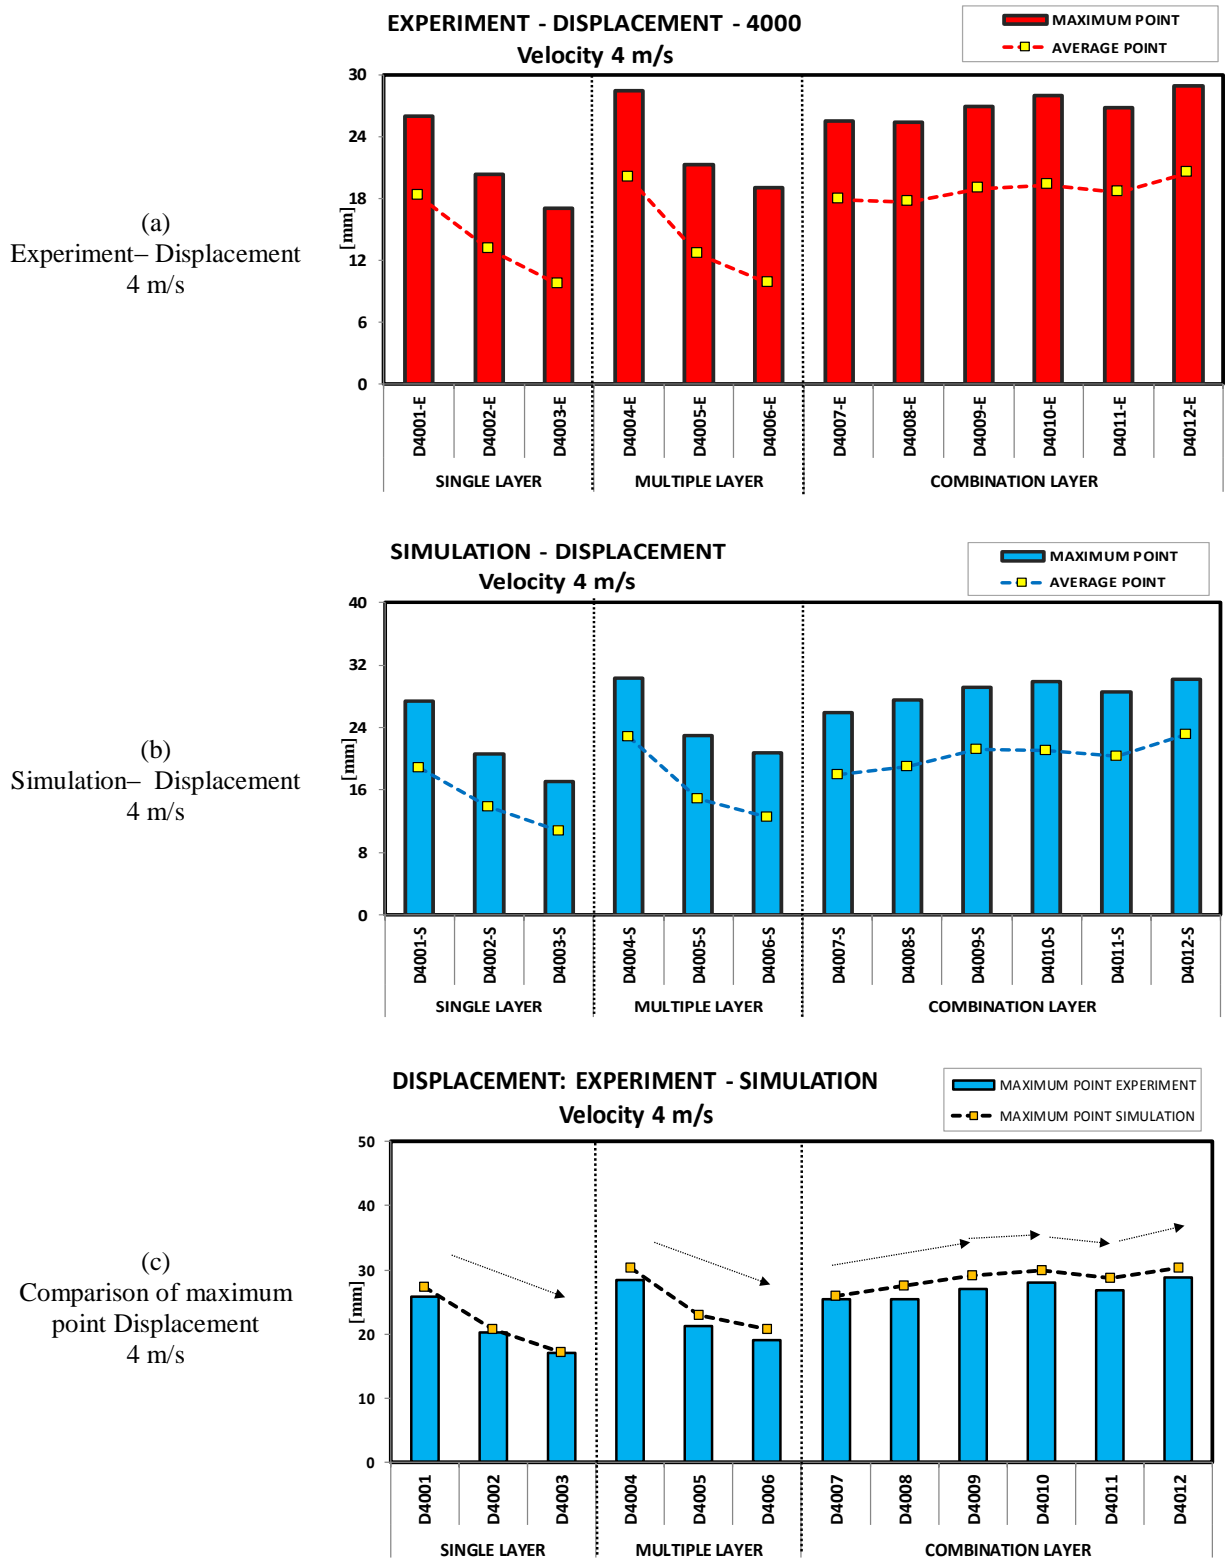 EXPERIMENT - DISPLACEMENT - 4000
Velocity 4 m/s
MAXIMUM POINT
AVERAGE POINT
(a)
Experiment– Displacement
4 m/s
[mm]
30
24
18
12
6
0
D4001-E
D4002-E
D4003-E
D4004-E
D4005-E
D4006-E
D4007-E
D4008-E
D4009-E
D4010-E
D4011-E
D4012-E
SINGLE LAYER
MULTIPLE LAYER
COMBINATION LAYER
SIMULATION - DISPLACEMENT
Velocity 4 m/s
MAXIMUM POINT
AVERAGE POINT
(b)
Simulation– Displacement
4 m/s
[mm]
40
32
24
16
8
0
D4001-S
D4002-S
D4003-S
D4004-S
D4005-S
D4006-S
D4007-S
D4008-S
D4009-S
D4010-S
D4011-S
D4012-S
SINGLE LAYER
MULTIPLE LAYER
COMBINATION LAYER
DISPLACEMENT: EXPERIMENT - SIMULATION
Velocity 4 m/s
MAXIMUM POINT EXPERIMENT
MAXIMUM POINT SIMULATION
(c)
Comparison of maximum
point Displacement
4 m/s
[mm]
50
40
30
20
10
0
D4001
D4002
D4003
D4004
D4005
D4006
D4007
D4008
D4009
D4010
D4011
D4012
SINGLE LAYER
MULTIPLE LAYER
COMBINATION LAYER